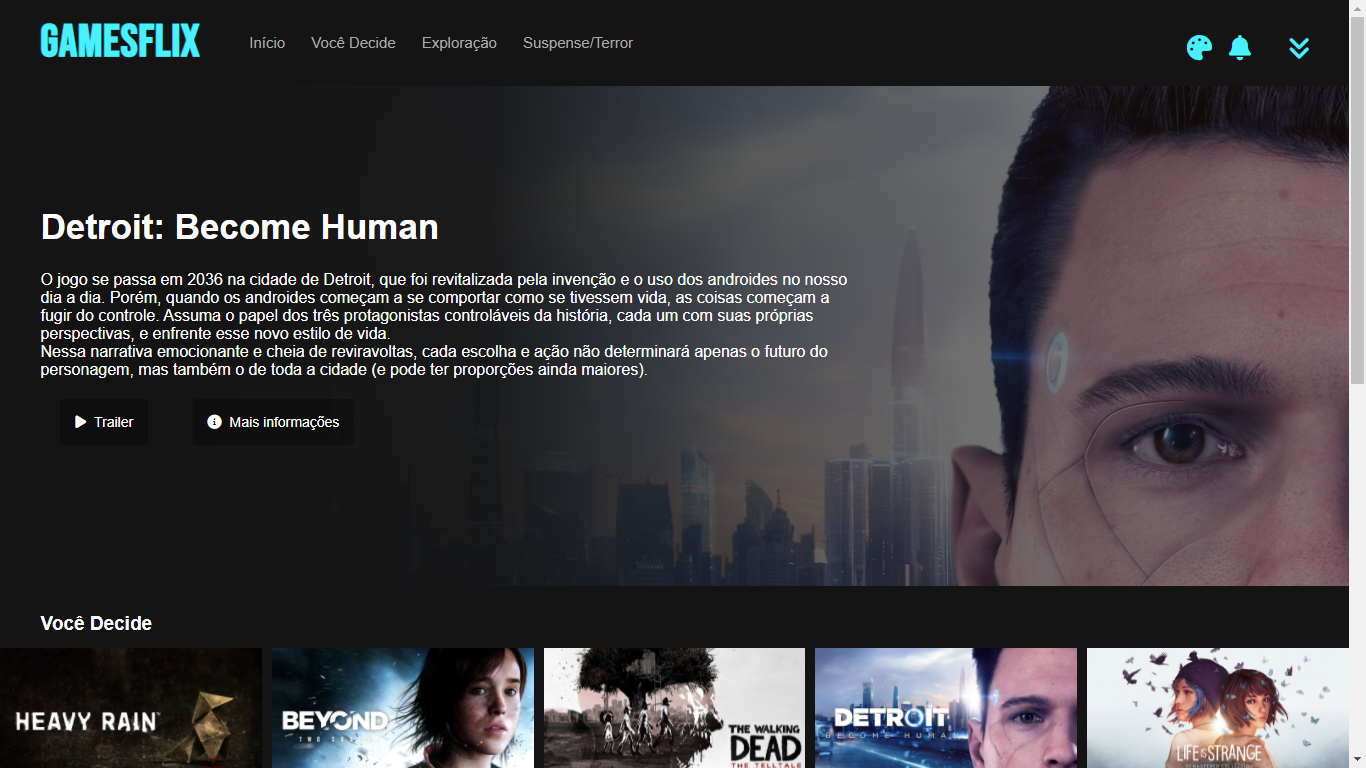 GAMESFLIX
Início
Você Decide
Exploração
Suspense/Terror
Detroit: Become Human
O jogo se passa em 2036 na cidade de Detroit, que foi revitalizada pela invenção e o uso dos androides no nosso
dia a dia. Porém, quando os androides começam a se comportar como se tivessem vida, as coisas começam a
fugir do controle. Assuma o papel dos três protagonistas controláveis da história, cada um com suas próprias
perspectivas, e enfrente esse novo estilo de vida.
Nessa narrativa emocionante e cheia de reviravoltas, cada escolha e ação não determinará apenas o futuro do
personagem, mas também o de toda a cidade (e pode ter proporções ainda maiores).
Trailer
Mais informações
Você Decide
HEAVY RAIN
BEYOND
TWO SOULS
THE WALKING
DEAD
THE TELLTALE
DETROIT
BECOME HUMAN
LIFE IS STRANGE
REMASTERED COLLECTION